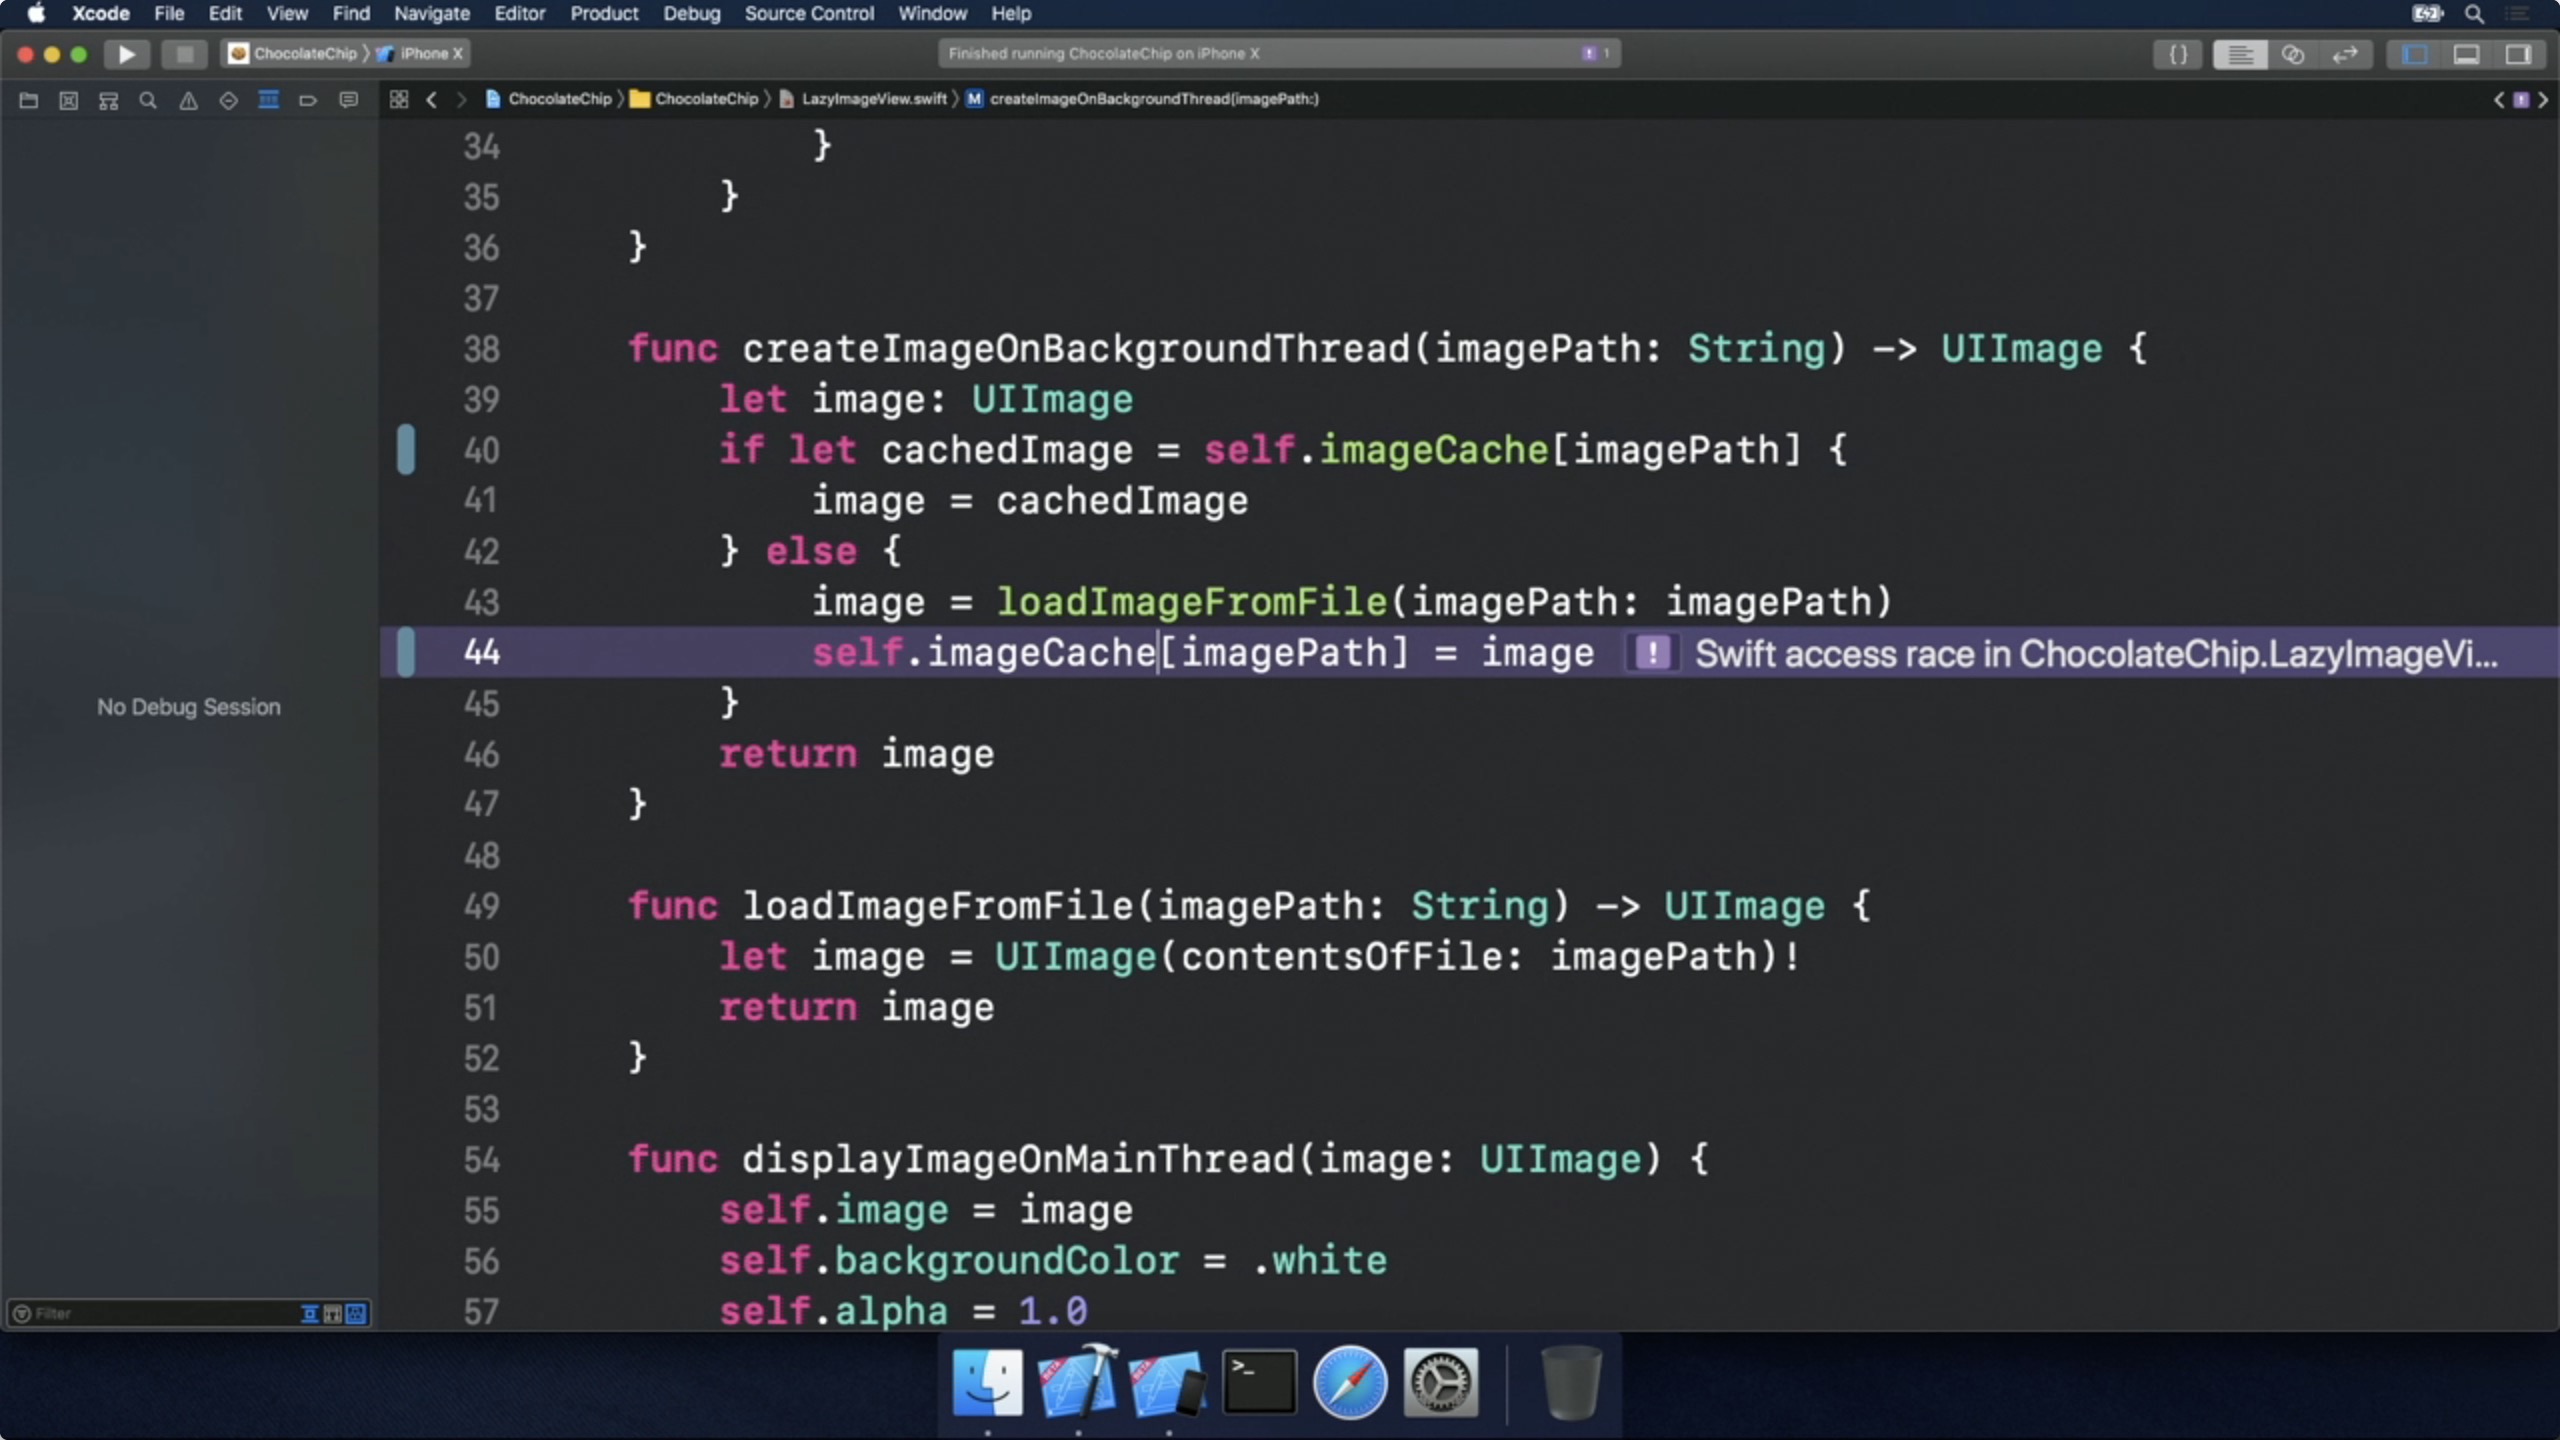 Xcode File Edit View Find Navigate Editor Product Debug Source Control Window Help
ChocolateChip iPhone X
Finished running ChocolateChip on iPhone X
1
ChocolateChip ChocolateChip LazyImageView.swift M createImageOnBackgroundThread(imagePath:)
34 }
35 }
36 }
37
38 func createImageOnBackgroundThread(imagePath: String) -> UIImage {
39 let image: UIImage
40 if let cachedImage = self.imageCache[imagePath] {
41 image = cachedImage
42 } else {
43 image = loadImageFromFile(imagePath: imagePath)
44 self.imageCache[imagePath] = image ! Swift access race in ChocolateChip.LazyImageVi...
45 }
46 return image
47 }
48
49 func loadImageFromFile(imagePath: String) -> UIImage {
50 let image = UIImage(contentsOfFile: imagePath)!
51 return image
52 }
53
54 func displayImageOnMainThread(image: UIImage) {
55 self.image = image
56 self.backgroundColor = .white
57 self.alpha = 1.0
No Debug Session
Filter